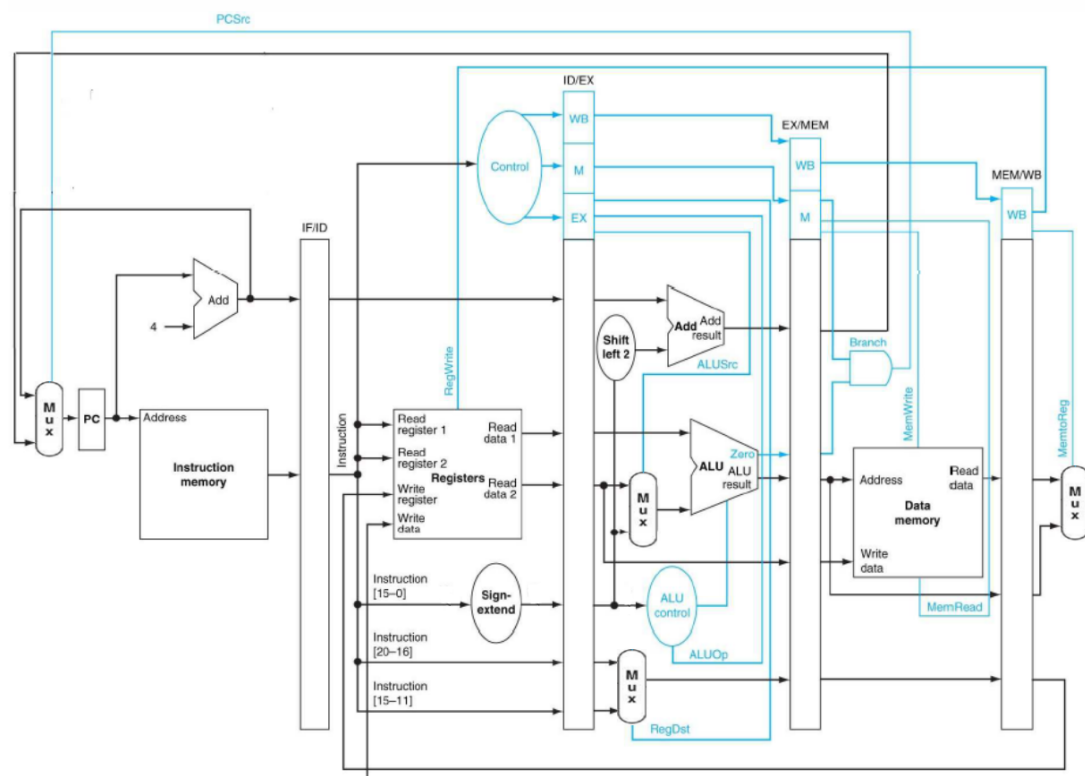 PCSrc
ID/EX
WB
EX/MEM
Control
M
WB
MEM/WB
EX
M
WB
IF/ID
Add
4
Add
Add
result
Shift
left 2
Branch
ALUSrc
RegWrite
MemWrite
MemtoReg
M
u
x
PC
Address
Instruction
memory
Instruction
Read
register 1
Read
data 1
Read
register 2
Registers
Read
data 2
Write
register
Write
data
M
u
x
Zero
ALU
ALU
result
Address
Read
data
Data
memory
Write
data
M
u
x
Instruction
[15–0]
Sign-
extend
ALU
control
MemRead
Instruction
[20–16]
ALUOp
M
u
x
Instruction
[15–11]
RegDst